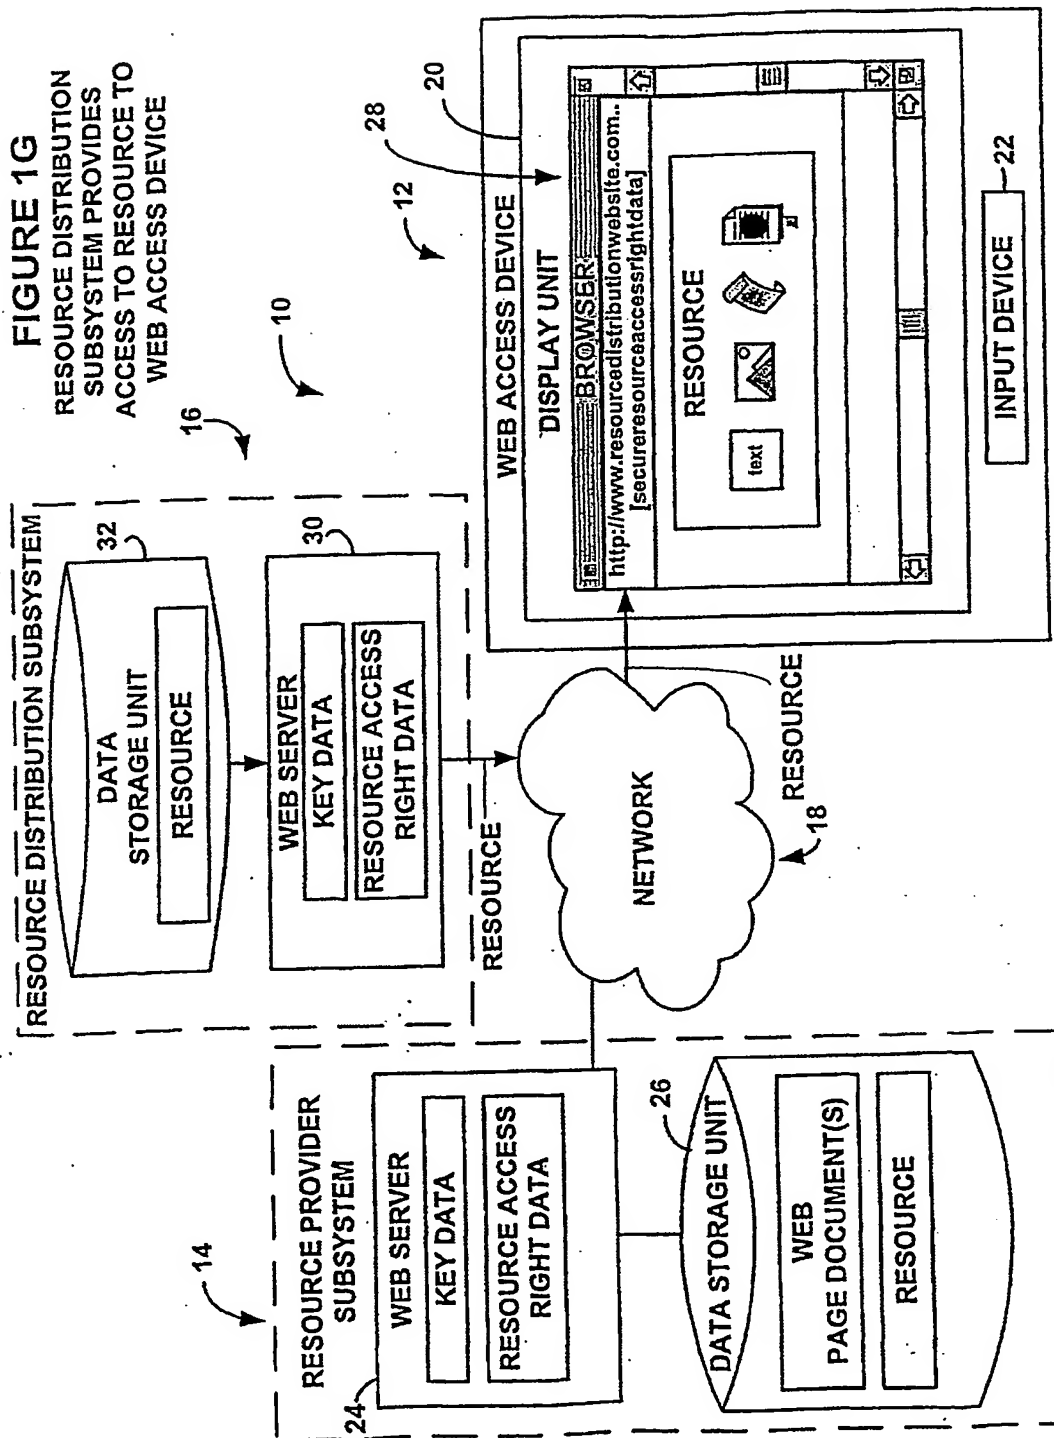 FIGURE 1G
RESOURCE DISTRIBUTION
SUBSYSTEM PROVIDES
ACCESS TO RESOURCE TO
WEB ACCESS DEVICE
10
16
RESOURCE DISTRIBUTION SUBSYSTEM
32
DATA
STORAGE UNIT
RESOURCE
30
WEB SERVER
KEY DATA
RESOURCE ACCESS
RIGHT DATA
RESOURCE
12
28
20
WEB ACCESS DEVICE
DISPLAY UNIT
BROWSER
http://www.resourcedistributionwebsite.com..
[secureresourceaccessrightdata]
RESOURCE
text
INPUT DEVICE
22
RESOURCE
NETWORK
18
14
RESOURCE PROVIDER
SUBSYSTEM
24
WEB SERVER
KEY DATA
RESOURCE ACCESS
RIGHT DATA
26
DATA STORAGE UNIT
WEB
PAGE DOCUMENT(S)
RESOURCE